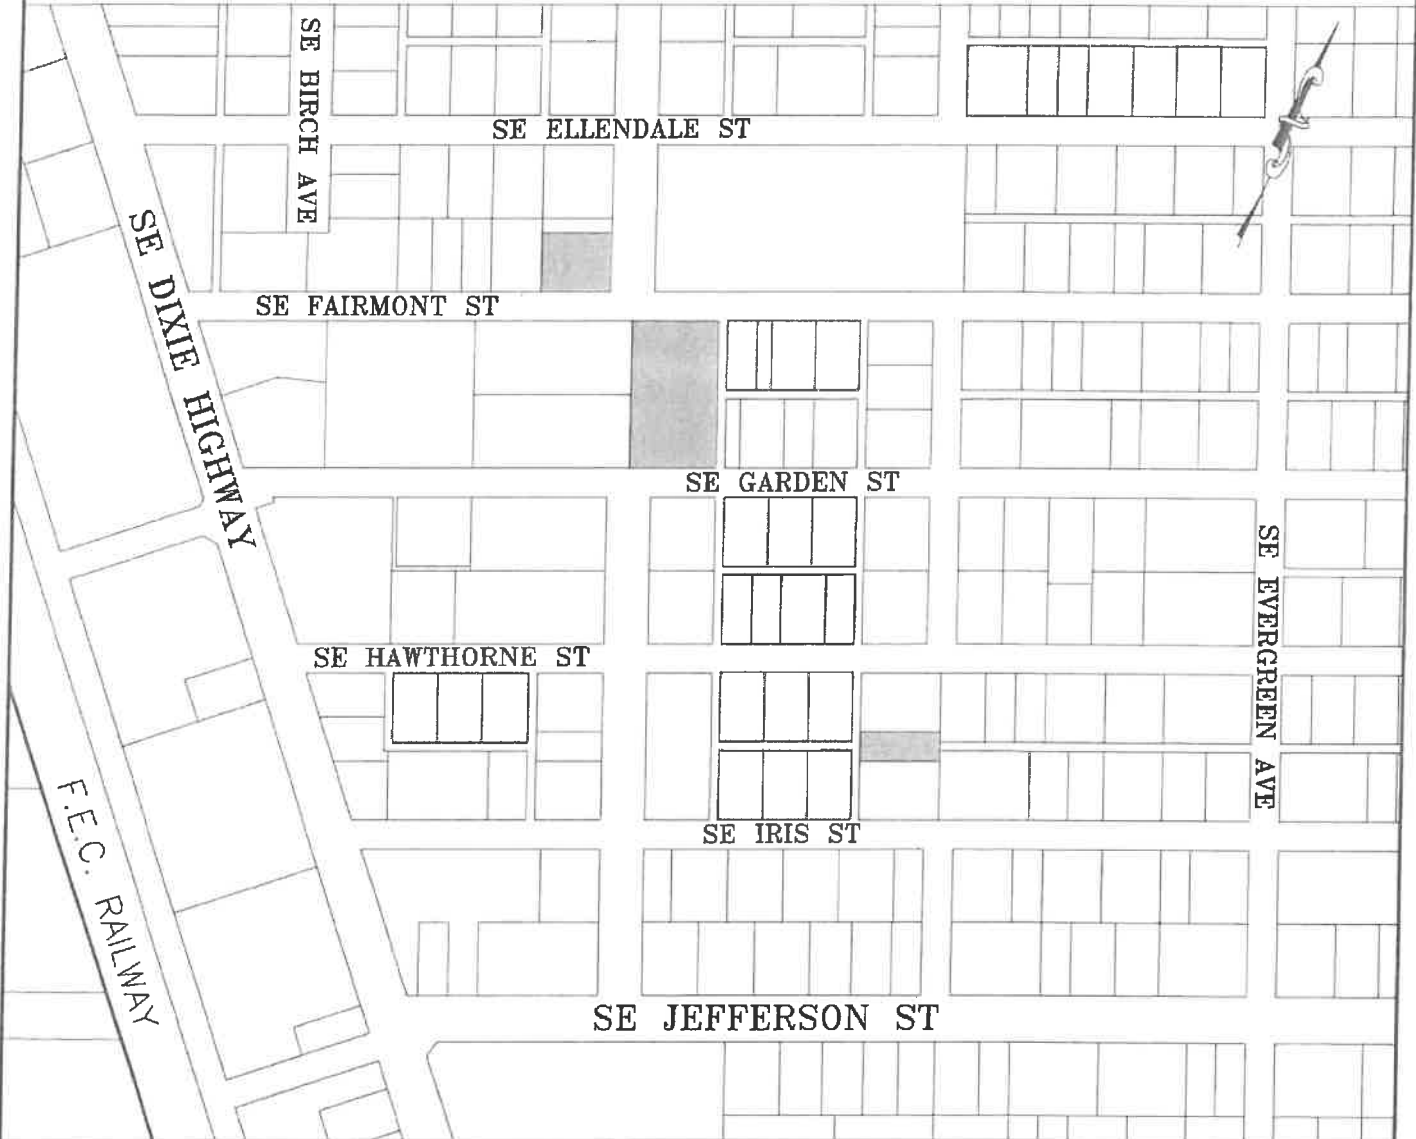 SE BIRCH AVE
SE ELLENDALE ST
SE DIXIE HIGHWAY
SE FAIRMONT ST
SE GARDEN ST
SE EVERGREEN AVE
SE HAWTHORNE ST
F.E.C. RAILWAY
SE IRIS ST
SE JEFFERSON ST